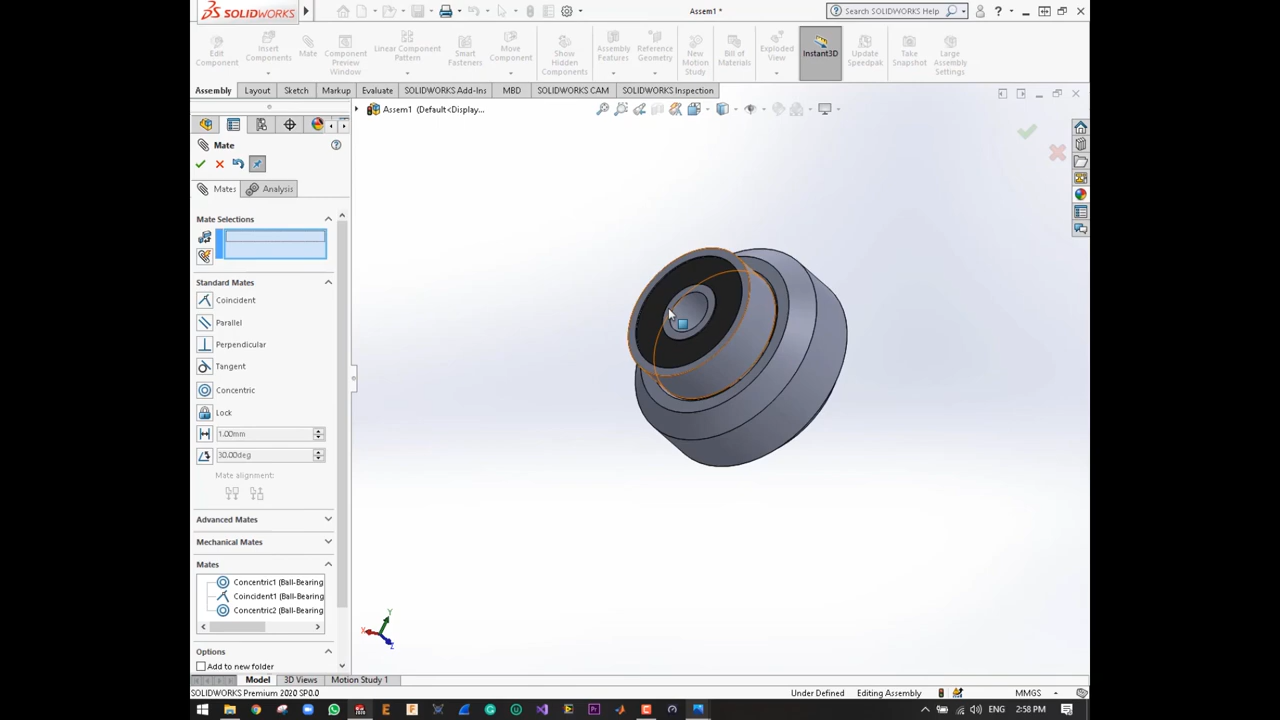 SOLIDWORKS
Assem1 *
Search SOLIDWORKS Help
Edit Component
Insert Components
Mate
Component Preview Window
Linear Component Pattern
Smart Fasteners
Move Component
Show Hidden Components
Assembly Features
Reference Geometry
New Motion Study
Bill of Materials
Exploded View
Instant3D
Update Speedpak
Take Snapshot
Large Assembly Settings
Assembly
Layout
Sketch
Markup
Evaluate
SOLIDWORKS Add-Ins
MBD
SOLIDWORKS CAM
SOLIDWORKS Inspection
Assem1 (Default<Display...
Mate
Mates
Analysis
Mate Selections
Standard Mates
Coincident
Parallel
Perpendicular
Tangent
Concentric
Lock
1.00mm
30.00deg
Mate alignment:
Advanced Mates
Mechanical Mates
Mates
Concentric1 (Ball-Bearing
Coincident1 (Ball-Bearing
Concentric2 (Ball-Bearing
Options
Add to new folder
Y
X
Z
Model
3D Views
Motion Study 1
SOLIDWORKS Premium 2020 SP0.0
Under Defined
Editing Assembly
MMGS
ENG
2:58 PM